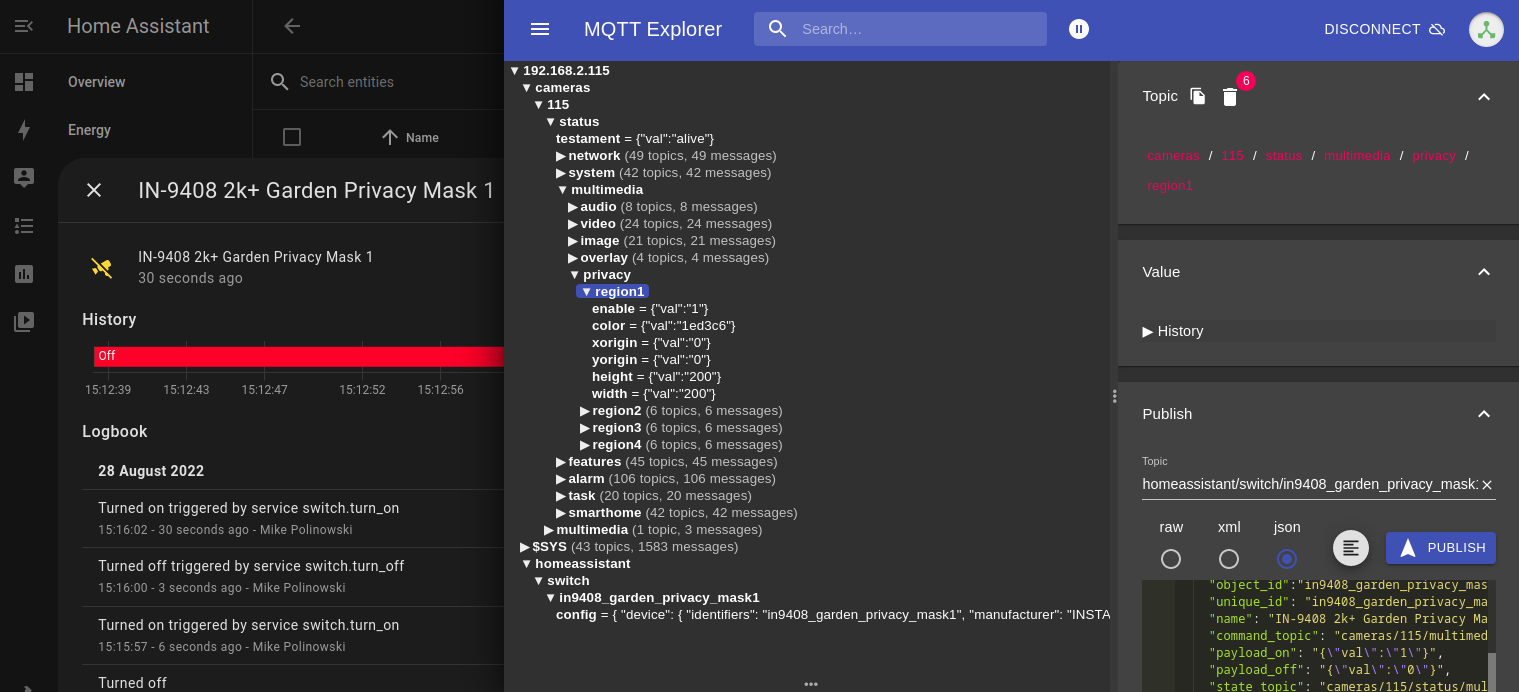 Home Assistant
Overview
Energy
Search entities
Name
IN-9408 2k+ Garden Privacy Mask 1
IN-9408 2k+ Garden Privacy Mask 1
30 seconds ago
History
Off
15:12:39 15:12:43 15:12:47 15:12:52 15:12:56
Logbook
28 August 2022
Turned on triggered by service switch.turn_on
15:16:02 - 30 seconds ago - Mike Polinowski
Turned off triggered by service switch.turn_off
15:16:00 - 3 seconds ago - Mike Polinowski
Turned on triggered by service switch.turn_on
15:15:57 - 6 seconds ago - Mike Polinowski
Turned off
MQTT Explorer
Search…
DISCONNECT
▼ 192.168.2.115
▼ cameras
▼ 115
▼ status
testament = {"val":"alive"}
▶ network (49 topics, 49 messages)
▶ system (42 topics, 42 messages)
▼ multimedia
▶ audio (8 topics, 8 messages)
▶ video (24 topics, 24 messages)
▶ image (21 topics, 21 messages)
▶ overlay (4 topics, 4 messages)
▼ privacy
▼ region1
enable = {"val":"1"}
color = {"val":"1ed3c6"}
xorigin = {"val":"0"}
yorigin = {"val":"0"}
height = {"val":"200"}
width = {"val":"200"}
▶ region2 (6 topics, 6 messages)
▶ region3 (6 topics, 6 messages)
▶ region4 (6 topics, 6 messages)
▶ features (45 topics, 45 messages)
▶ alarm (106 topics, 106 messages)
▶ task (20 topics, 20 messages)
▶ smarthome (42 topics, 42 messages)
▶ multimedia (1 topic, 3 messages)
▶ $SYS (43 topics, 1583 messages)
▼ homeassistant
▼ switch
▼ in9408_garden_privacy_mask1
config = { "device": { "identifiers": "in9408_garden_privacy_mask1", "manufacturer": "INSTA
Topic 6
cameras / 115 / status / multimedia / privacy /
region1
Value
▶ History
Publish
Topic
homeassistant/switch/in9408_garden_privacy_mask:
raw xml json
PUBLISH
"object_id":"in9408_garden_privacy_mas
"unique_id": "in9408_garden_privacy_ma
"name": "IN-9408 2k+ Garden Privacy Ma
"command_topic": "cameras/115/multimed
"payload_on": "{\"val\":\"1\"}",
"payload_off": "{\"val\":\"0\"}",
"state_topic": "cameras/115/status/mul